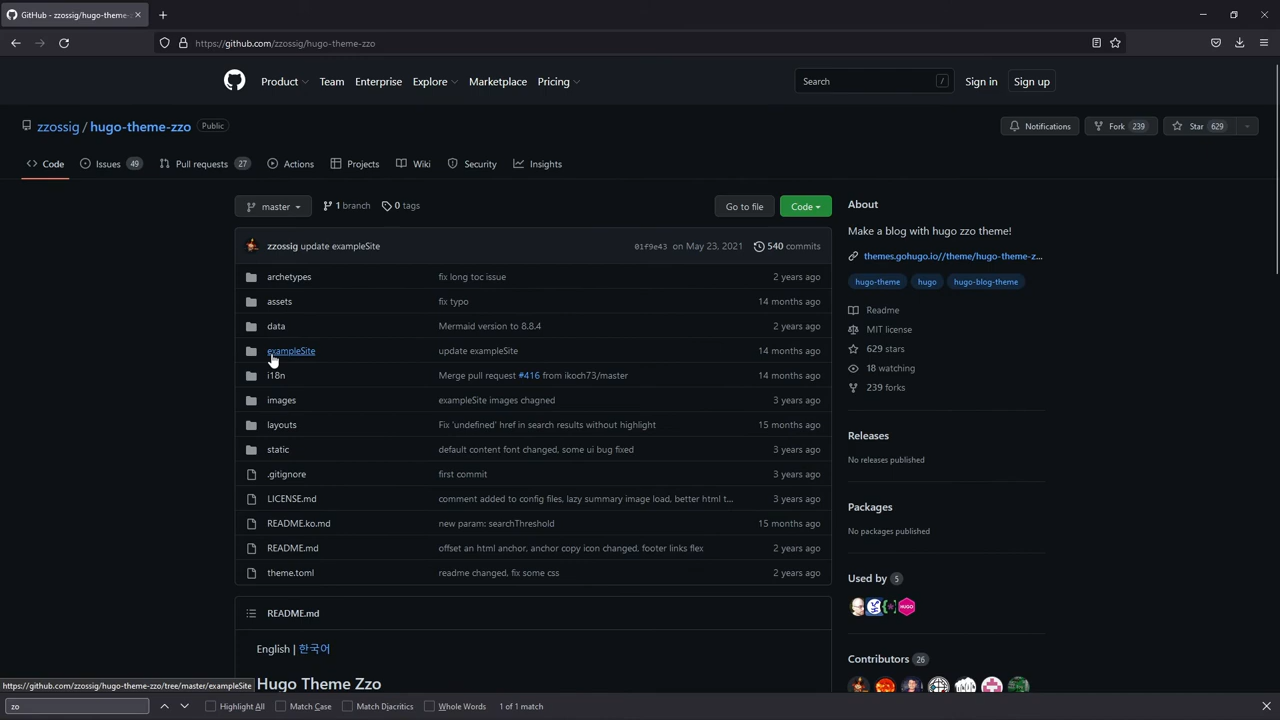 GitHub - zzossig/hugo-theme-
https://github.com/zzossig/hugo-theme-zzo
Product Team Enterprise Explore Marketplace Pricing Search / Sign in Sign up
zzossig / hugo-theme-zzo Public Notifications Fork 239 Star 629
Code Issues 49 Pull requests 27 Actions Projects Wiki Security Insights
master 1 branch 0 tags Go to file Code
zzossig update exampleSite 01f9e43 on May 23, 2021 540 commits
archetypes fix long toc issue 2 years ago
assets fix typo 14 months ago
data Mermaid version to 8.8.4 2 years ago
exampleSite update exampleSite 14 months ago
i18n Merge pull request #416 from ikoch73/master 14 months ago
images exampleSite images chagned 3 years ago
layouts Fix 'undefined' href in search results without highlight 15 months ago
static default content font changed, some ui bug fixed 3 years ago
.gitignore first commit 3 years ago
LICENSE.md comment added to config files, lazy summary image load, better html t... 3 years ago
README.ko.md new param: searchThreshold 15 months ago
README.md offset an html anchor, anchor copy icon changed, footer links flex 2 years ago
theme.toml readme changed, fix some css 2 years ago
README.md
English | 한국어
Hugo Theme Zzo
About
Make a blog with hugo zzo theme!
themes.gohugo.io//theme/hugo-theme-z...
hugo-theme hugo hugo-blog-theme
Readme
MIT license
629 stars
18 watching
239 forks
Releases
No releases published
Packages
No packages published
Used by 5
HUGO
Contributors 26
https://github.com/zzossig/hugo-theme-zzo/tree/master/exampleSite
zo Highlight All Match Case Match Diacritics Whole Words 1 of 1 match